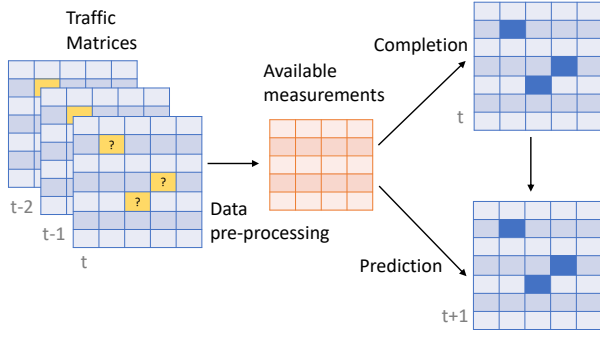 Traffic
Matrices
Available
measurements
Completion
?
?
?
t-2
t-1
t
Data
pre-processing
Prediction
t
t+1